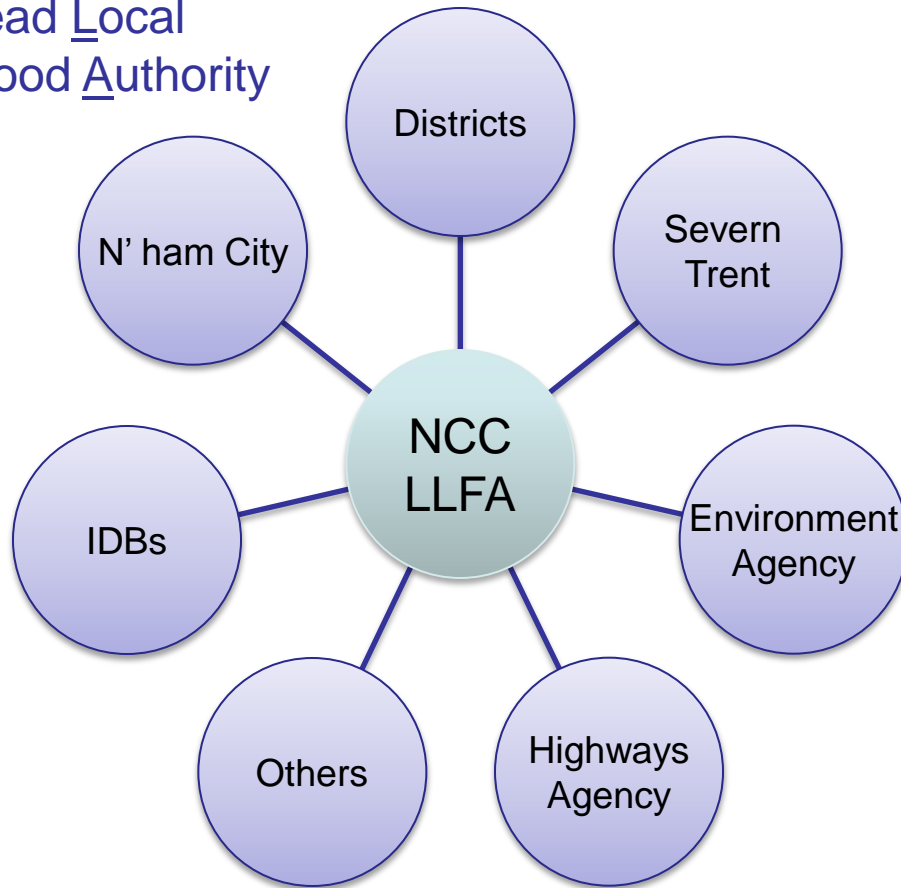 ead Local
ood Authority
Districts
N' ham City
Severn
Trent
NCC
LLFA
IDBs
Environment
Agency
Others
Highways
Agency